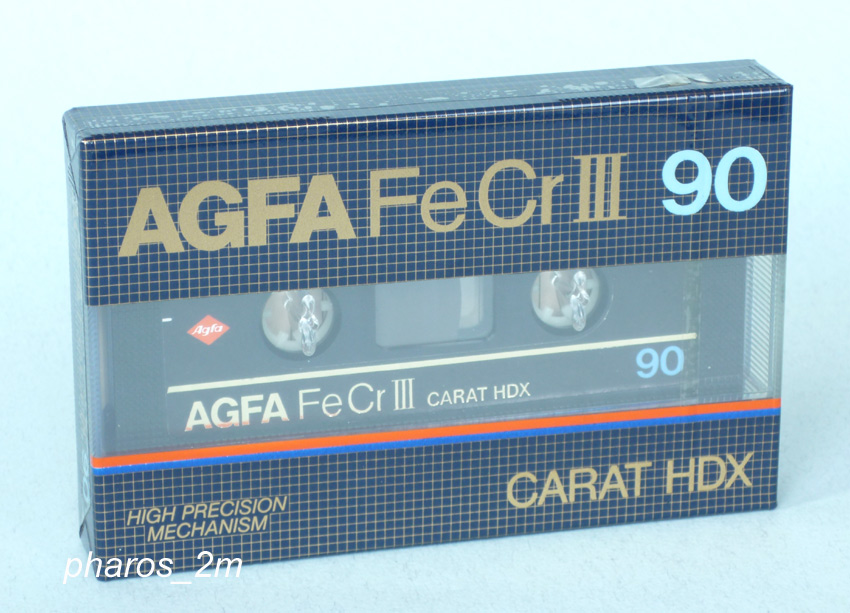 AGFA FeCr III 90
Agfa
90
AGFA FeCr III CARAT HDX
CARAT HDX
HIGH PRECISION
MECHANISM
pharos_2m